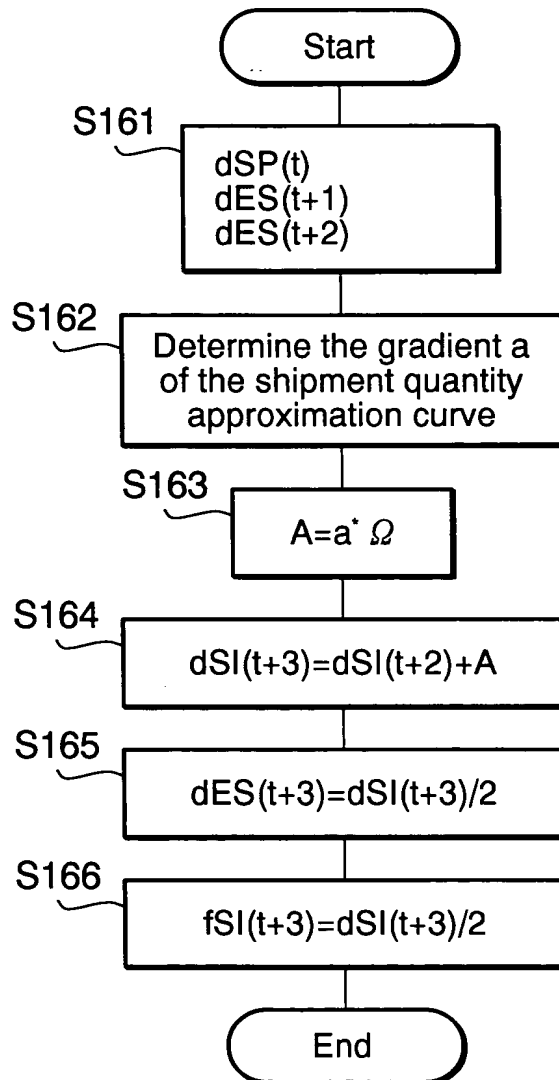 Start
S161
dSP(t)
dES(t+1)
dES(t+2)
S162
Determine the gradient a
of the shipment quantity
approximation curve
S163
A=a* Ω
S164
dSI(t+3)=dSI(t+2)+A
S165
dES(t+3)=dSI(t+3)/2
S166
fSI(t+3)=dSI(t+3)/2
End